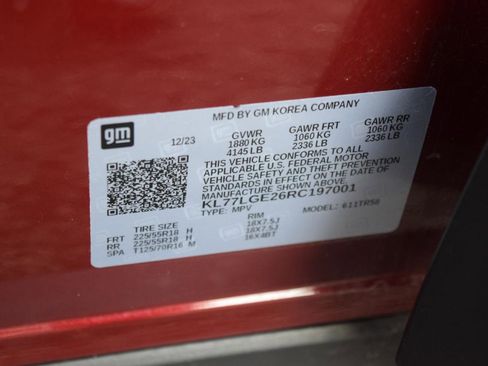 MFD BY GM KOREA COMPANY
gm
12/23
GVWR GAWR FRT GAWR RR
1880 KG 1060 KG 1060 KG
4145 LB 2336 LB 2336 LB
THIS VEHICLE CONFORMS TO ALL
APPLICABLE U.S. FEDERAL MOTOR
VEHICLE SAFETY, BUMPER, AND THEFT
PREVENTION STANDARDS IN EFFECT ON THE DATE OF
MANUFACTURE SHOWN ABOVE.
KL77LGE26RC197001
TYPE: MPV MODEL: 611TR58
TIRE SIZE RIM
FRT 225/55R18 H 18X7.5J
RR 225/55R18 H 18X7.5J
SPA T125/70R16 M 16X4BT